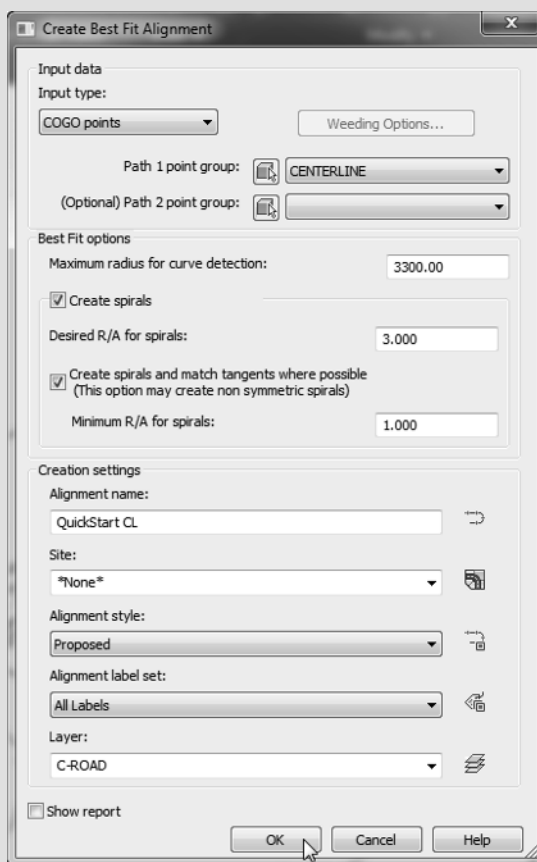 Create Best Fit Alignment
Input data
Input type:
COGO points
Weeding Options...
Path 1 point group:
CENTERLINE
(Optional) Path 2 point group:
Best Fit options
Maximum radius for curve detection:
3300.00
Create spirals
Desired R/A for spirals:
3.000
Create spirals and match tangents where possible
(This option may create non symmetric spirals)
Minimum R/A for spirals:
1.000
Creation settings
Alignment name:
QuickStart CL
Site:
*None*
Alignment style:
Proposed
Alignment label set:
All Labels
Layer:
C-ROAD
Show report
OK
Cancel
Help